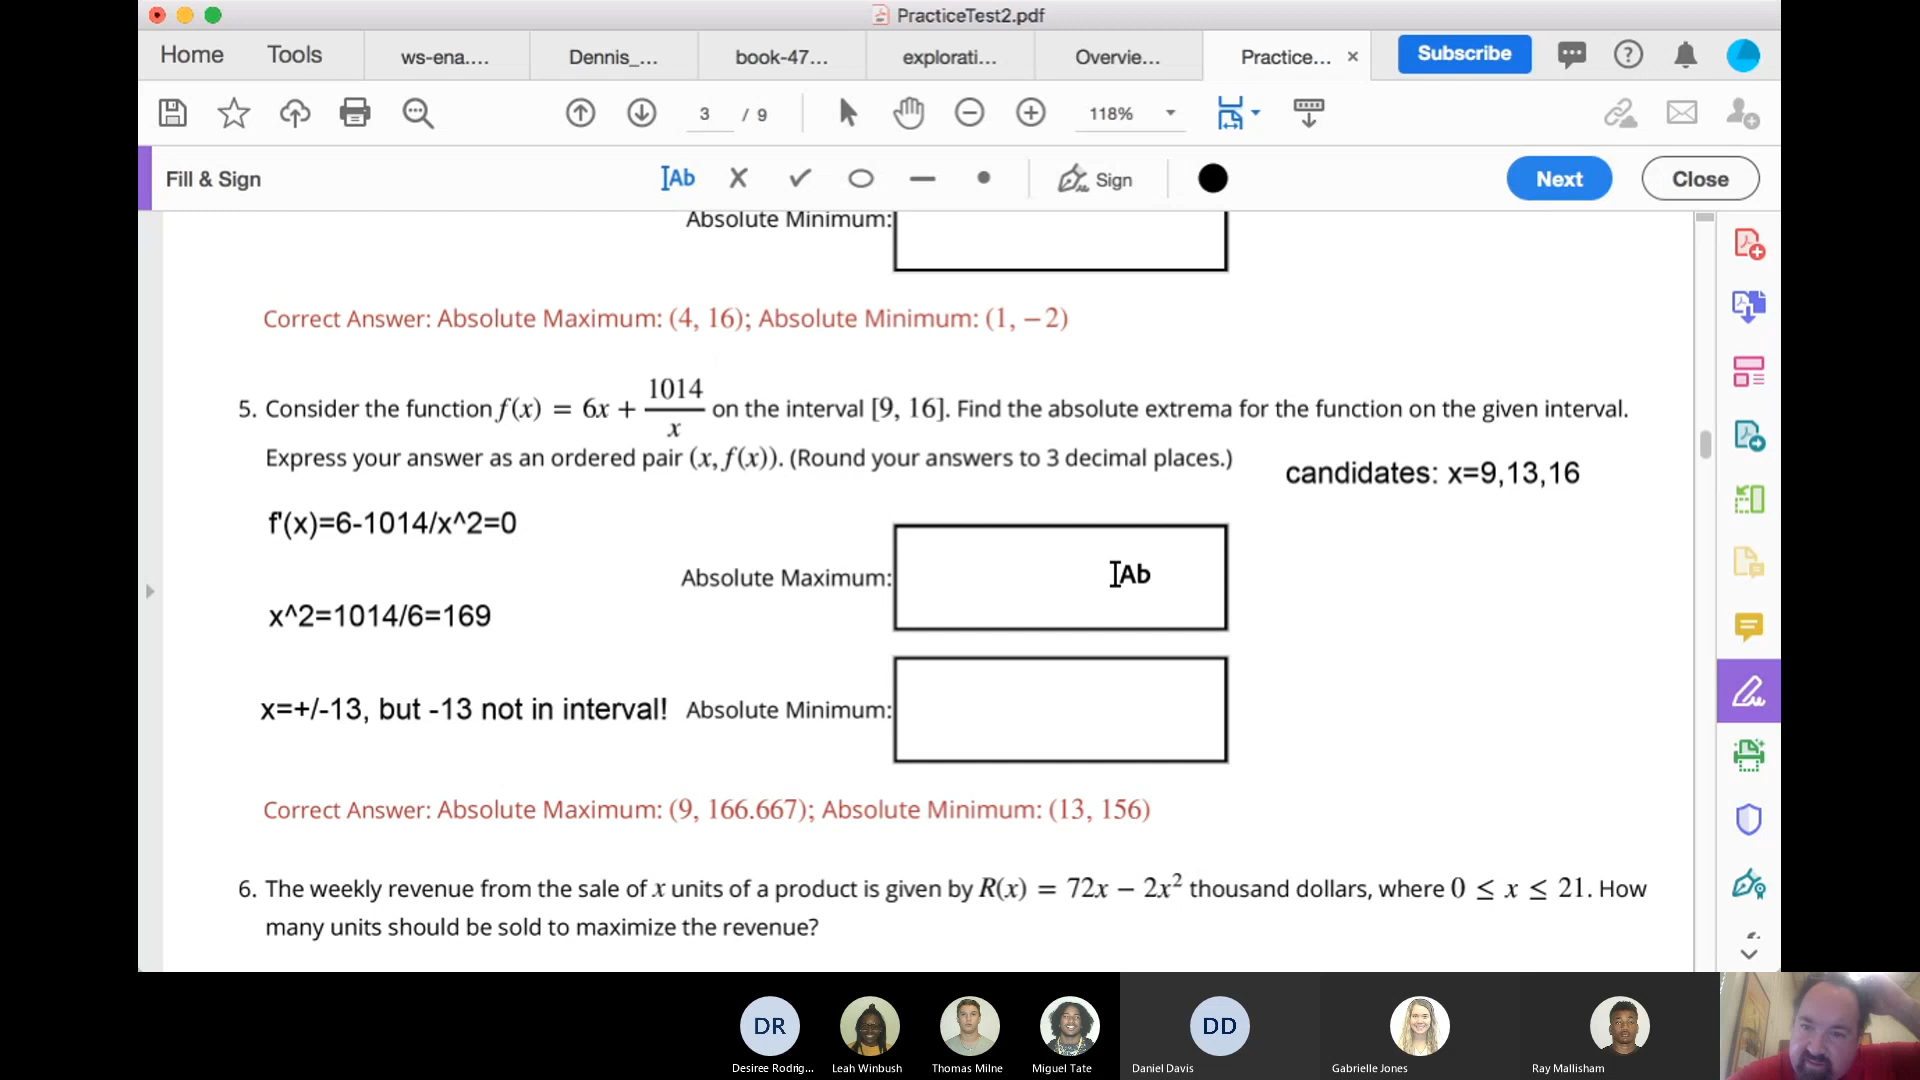 PracticeTest2.pdf
Home Tools ws-ena.... Dennis_... book-47... explorati... Overvie... Practice... × Subscribe
3 / 9 118%
Fill & Sign Ab Sign Next Close
Absolute Minimum:
Correct Answer: Absolute Maximum: (4, 16); Absolute Minimum: (1, −2)
5. Consider the function f(x) = 6x + 1014/x on the interval [9, 16]. Find the absolute extrema for the function on the given interval.
Express your answer as an ordered pair (x, f(x)). (Round your answers to 3 decimal places.)
candidates: x=9,13,16
f'(x)=6-1014/x^2=0
Absolute Maximum: Ab
x^2=1014/6=169
x=+/-13, but -13 not in interval! Absolute Minimum:
Correct Answer: Absolute Maximum: (9, 166.667); Absolute Minimum: (13, 156)
6. The weekly revenue from the sale of x units of a product is given by R(x) = 72x − 2x² thousand dollars, where 0 ≤ x ≤ 21. How
many units should be sold to maximize the revenue?
DR DD
Desiree Rodrig... Leah Winbush Thomas Milne Miguel Tate Daniel Davis Gabrielle Jones Ray Mallisham